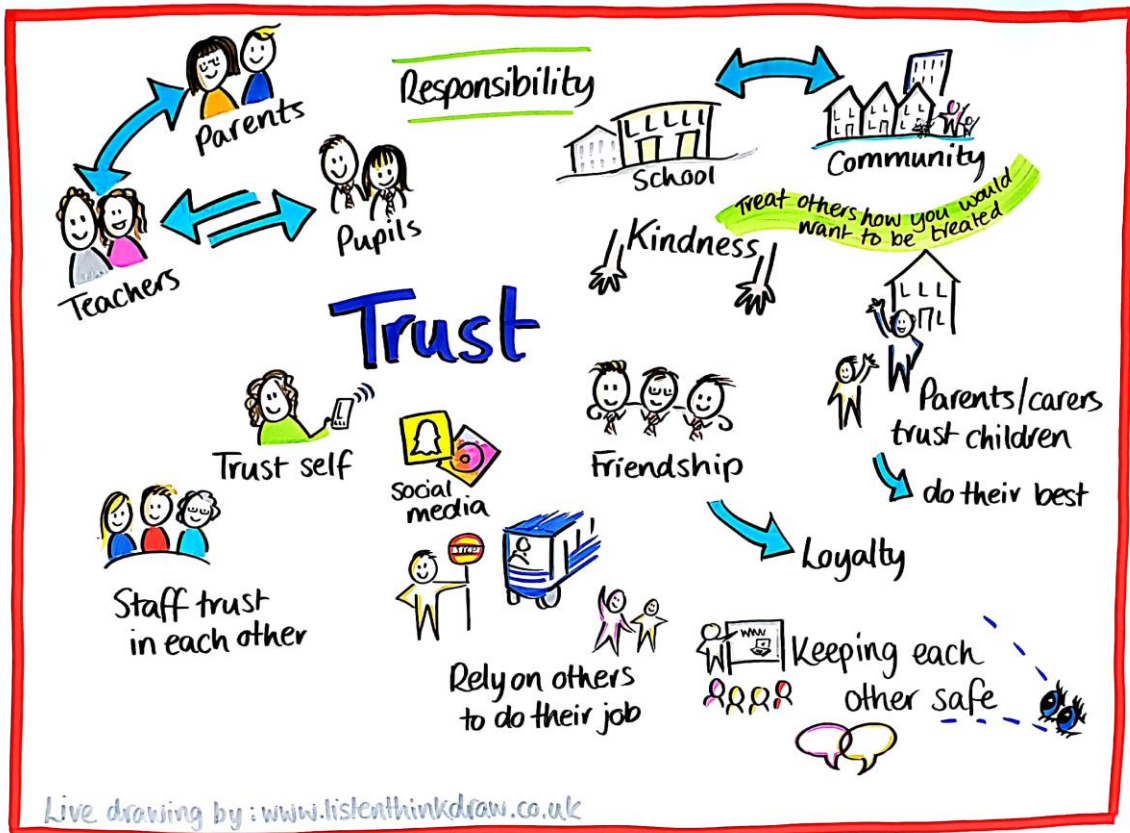 Responsibility
Parents
School
Community
Teachers
Pupils
Treat others how you would
want to be treated
Kindness
Trust
Trust self
social
media
Friendship
Parents/carers
trust children
do their best
Staff trust
in each other
STOP
Loyalty
Rely on others
to do their job
www
Keeping each
other safe
Live drawing by: www.listenthinkdraw.co.uk